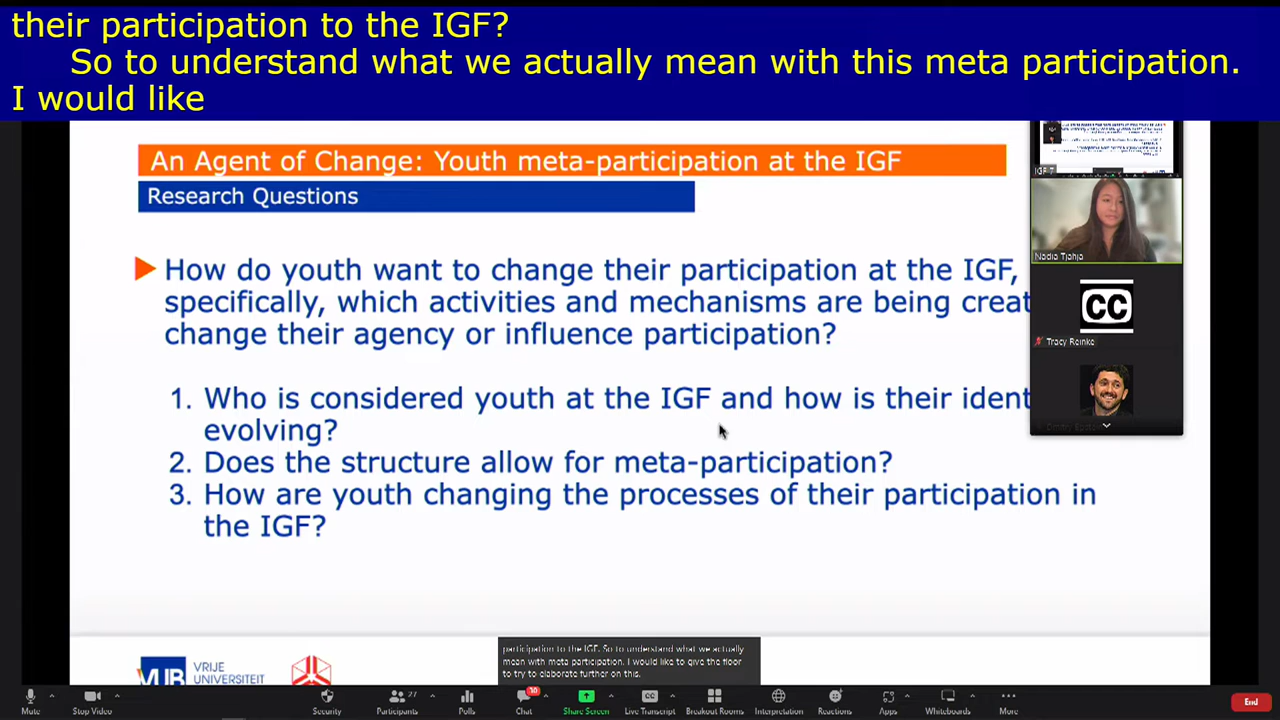 their participation to the IGF?
So to understand what we actually mean with this meta participation.
I would like
An Agent of Change: Youth meta-participation at the IGF
Research Questions
How do youth want to change their participation at the IGF,
specifically, which activities and mechanisms are being creat
change their agency or influence participation?
1. Who is considered youth at the IGF and how is their ident
evolving?
2. Does the structure allow for meta-participation?
3. How are youth changing the processes of their participation in
the IGF?
IGF 7
Nadia Tjahja
CC
Tracy Reinke
VUB VRIJE
UNIVERSITEIT
participation to the IGF. So to understand what we actually
mean with meta participation. I would like to give the floor
to try to elaborate further on this.
Mute
Stop Video
Security
27
Participants
Polls
10
Chat
Share Screen
CC
Live Transcript
Breakout Rooms
Interpretation
Reactions
Apps
Whiteboards
More
End